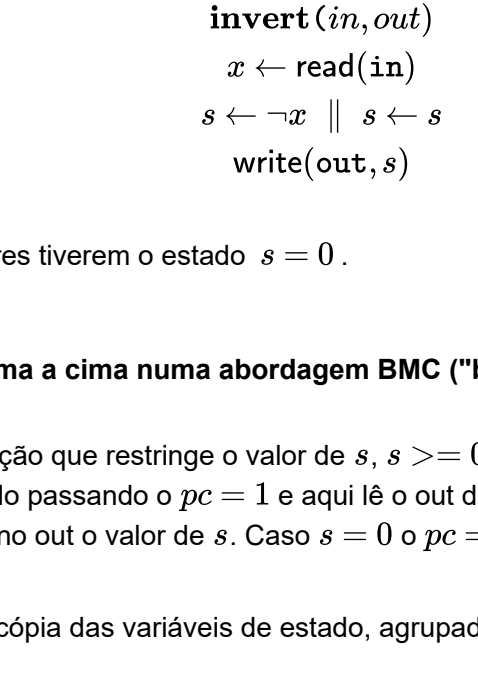 invert(in, out)
x ← read(in)
s ← ¬x ∥ s ← s
write(out, s)
res tiverem o estado s = 0 .
ma a cima numa abordagem BMC ("b
ção que restringe o valor de s, s >= 0
lo passando o pc = 1 e aqui lê o out d
no out o valor de s. Caso s = 0 o pc =
cópia das variáveis de estado, agrupad